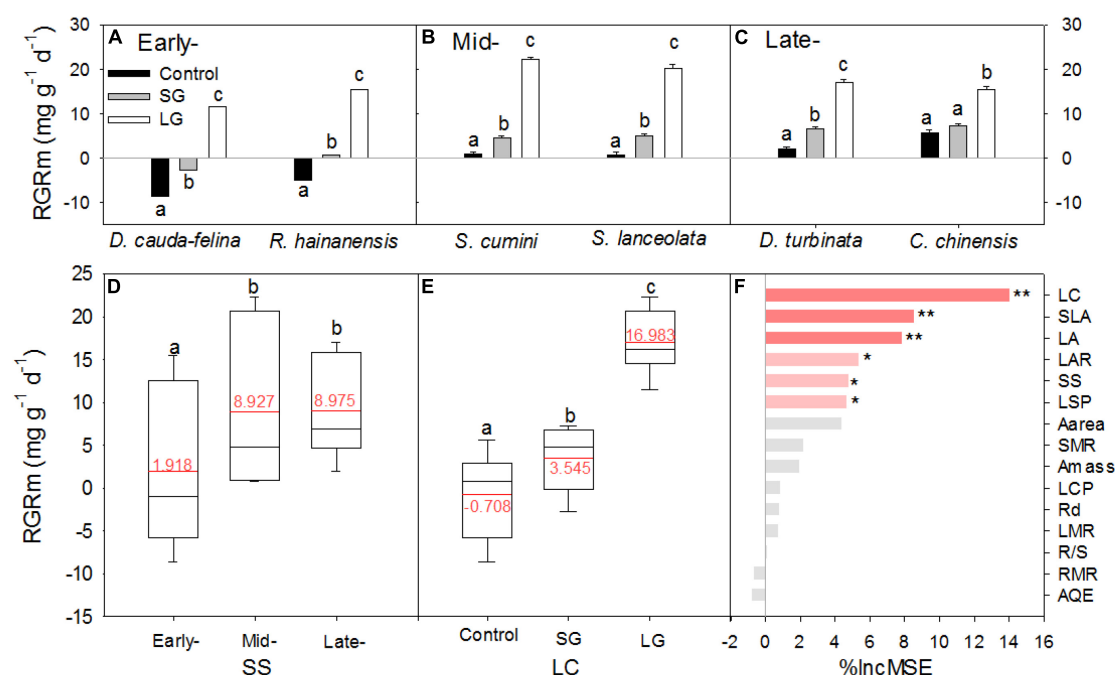 30
20
10
0
-10
RGRm (mg g⁻¹ d⁻¹)
A Early-
Control
SG
LG
a
b
c
a
b
c
D. cauda-felina
R. hainanensis
B Mid-
a
b
c
a
b
c
S. cumini
S. lanceolata
C Late-
a
b
c
a
a
b
D. turbinata
C. chinensis
30
20
10
0
-10
25
20
15
10
5
0
-5
-10
-15
RGRm (mg g⁻¹ d⁻¹)
D
a
b
b
1.918
8.927
8.975
Early-
Mid-
Late-
SS
E
a
b
c
-0.708
3.545
16.983
Control
SG
LG
LC
F
** LC
** SLA
** LA
* LAR
* SS
* LSP
Aarea
SMR
Amass
LCP
Rd
LMR
R/S
RMR
AQE
-2 0 2 4 6 8 10 12 14 16
%IncMSE